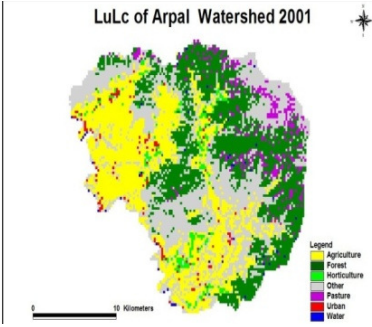 LuLc of Arpal Watershed 2001
Legend
Agriculture
Forest
Horticulture
Other
Pasture
Urban
Water
0 10 Kilometers